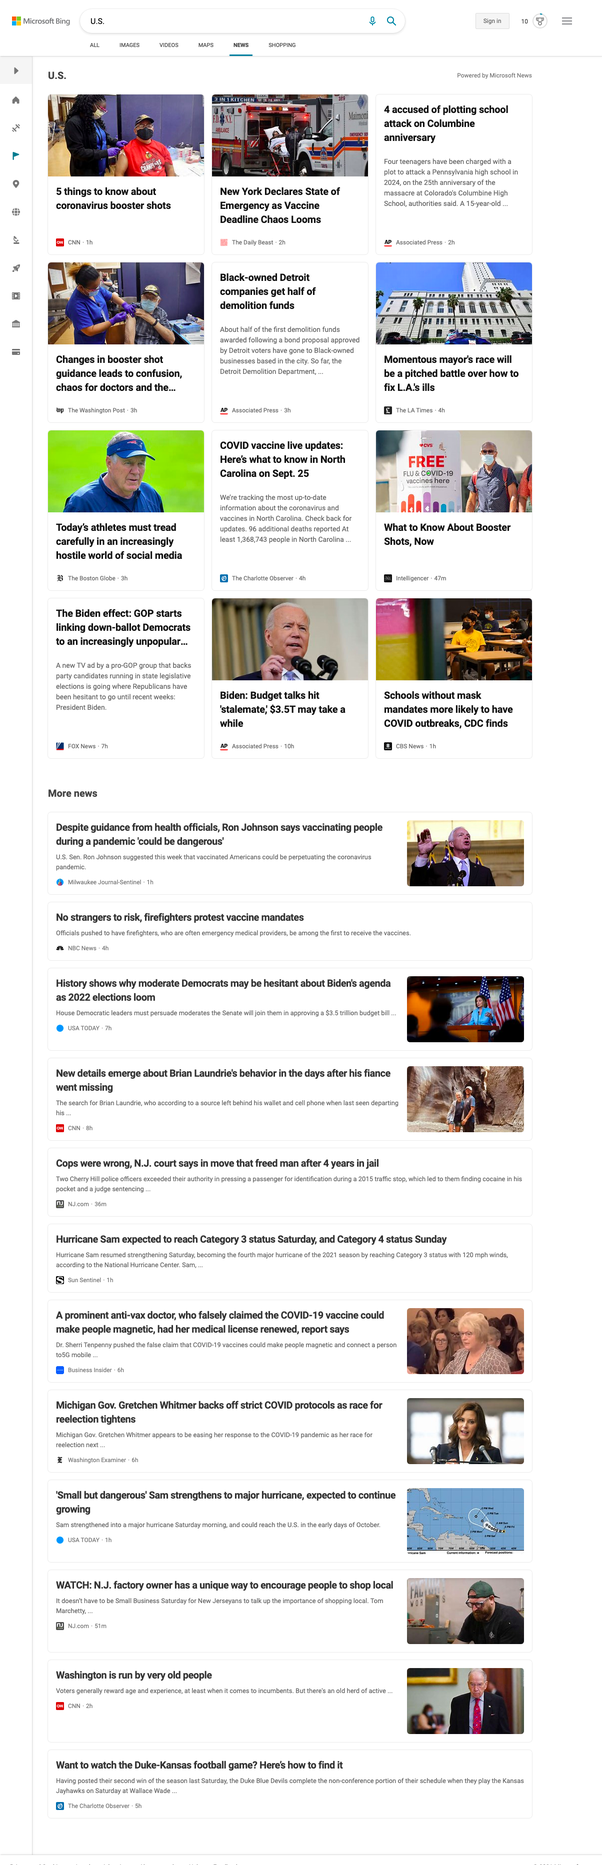 Microsoft Bing
U.S.
Sign in
10
ALL
IMAGES
VIDEOS
MAPS
NEWS
SHOPPING
U.S.
Powered by Microsoft News
5 things to know about
coronavirus booster shots
CNN · 1h
New York Declares State of
Emergency as Vaccine
Deadline Chaos Looms
The Daily Beast · 2h
4 accused of plotting school
attack on Columbine
anniversary
Four teenagers have been charged with a
plot to attack a Pennsylvania high school in
2024, on the 25th anniversary of the
massacre at Colorado's Columbine High
School, authorities said. A 15-year-old ...
AP Associated Press · 2h
Changes in booster shot
guidance leads to confusion,
chaos for doctors and the...
wp The Washington Post · 3h
Black-owned Detroit
companies get half of
demolition funds
About half of the first demolition funds
awarded following a bond proposal approved
by Detroit voters have gone to Black-owned
businesses based in the city. So far, the
Detroit Demolition Department, ...
AP Associated Press · 3h
Momentous mayor's race will
be a pitched battle over how to
fix L.A.'s ills
The LA Times · 4h
Today's athletes must tread
carefully in an increasingly
hostile world of social media
B The Boston Globe · 3h
COVID vaccine live updates:
Here's what to know in North
Carolina on Sept. 25
We're tracking the most up-to-date
information about the coronavirus and
vaccines in North Carolina. Check back for
updates. 96 additional deaths reported At
least 1,368,743 people in North Carolina ...
The Charlotte Observer · 4h
CVS
FREE
FLU & COVID-19
vaccines here
What to Know About Booster
Shots, Now
Intelligencer · 47m
The Biden effect: GOP starts
linking down-ballot Democrats
to an increasingly unpopular...
A new TV ad by a pro-GOP group that backs
party candidates running in state legislative
elections is going where Republicans have
been hesitant to go until recent weeks:
President Biden.
FOX News · 7h
Biden: Budget talks hit
'stalemate,' $3.5T may take a
while
AP Associated Press · 10h
Schools without mask
mandates more likely to have
COVID outbreaks, CDC finds
CBS News · 1h
More news
Despite guidance from health officials, Ron Johnson says vaccinating people
during a pandemic 'could be dangerous'
U.S. Sen. Ron Johnson suggested this week that vaccinated Americans could be perpetuating the coronavirus
pandemic.
Milwaukee Journal-Sentinel · 1h
No strangers to risk, firefighters protest vaccine mandates
Officials pushed to have firefighters, who are often emergency medical providers, be among the first to receive the vaccines.
NBC News · 4h
History shows why moderate Democrats may be hesitant about Biden's agenda
as 2022 elections loom
House Democratic leaders must persuade moderates the Senate will join them in approving a $3.5 trillion budget bill ...
USA TODAY · 7h
New details emerge about Brian Laundrie's behavior in the days after his fiance
went missing
The search for Brian Laundrie, who according to a source left behind his wallet and cell phone when last seen departing
his ...
CNN · 8h
Cops were wrong, N.J. court says in move that freed man after 4 years in jail
Two Cherry Hill police officers exceeded their authority in pressing a passenger for identification during a 2015 traffic stop, which led to them finding cocaine in his
pocket and a judge sentencing ...
NJ.com · 36m
Hurricane Sam expected to reach Category 3 status Saturday, and Category 4 status Sunday
Hurricane Sam resumed strengthening Saturday, becoming the fourth major hurricane of the 2021 season by reaching Category 3 status with 120 mph winds,
according to the National Hurricane Center. Sam, ...
Sun Sentinel · 1h
A prominent anti-vax doctor, who falsely claimed the COVID-19 vaccine could
make people magnetic, had her medical license renewed, report says
Dr. Sherri Tenpenny pushed the false claim that COVID-19 vaccines could make people magnetic and connect a person
to5G mobile ...
Business Insider · 6h
Michigan Gov. Gretchen Whitmer backs off strict COVID protocols as race for
reelection tightens
Michigan Gov. Gretchen Whitmer appears to be easing her response to the COVID-19 pandemic as her race for
reelection next ...
Washington Examiner · 6h
'Small but dangerous' Sam strengthens to major hurricane, expected to continue
growing
Sam strengthened into a major hurricane Saturday morning, and could reach the U.S. in the early days of October.
USA TODAY · 1h
WATCH: N.J. factory owner has a unique way to encourage people to shop local
It doesn't have to be Small Business Saturday for New Jerseyans to talk up the importance of shopping local. Tom
Marchetty, ...
NJ.com · 51m
Washington is run by very old people
Voters generally reward age and experience, at least when it comes to incumbents. But there's an old herd of active ...
CNN · 2h
Want to watch the Duke-Kansas football game? Here's how to find it
Having posted their second win of the season last Saturday, the Duke Blue Devils complete the non-conference portion of their schedule when they play the Kansas
Jayhawks on Saturday at Wallace Wade ...
The Charlotte Observer · 5h